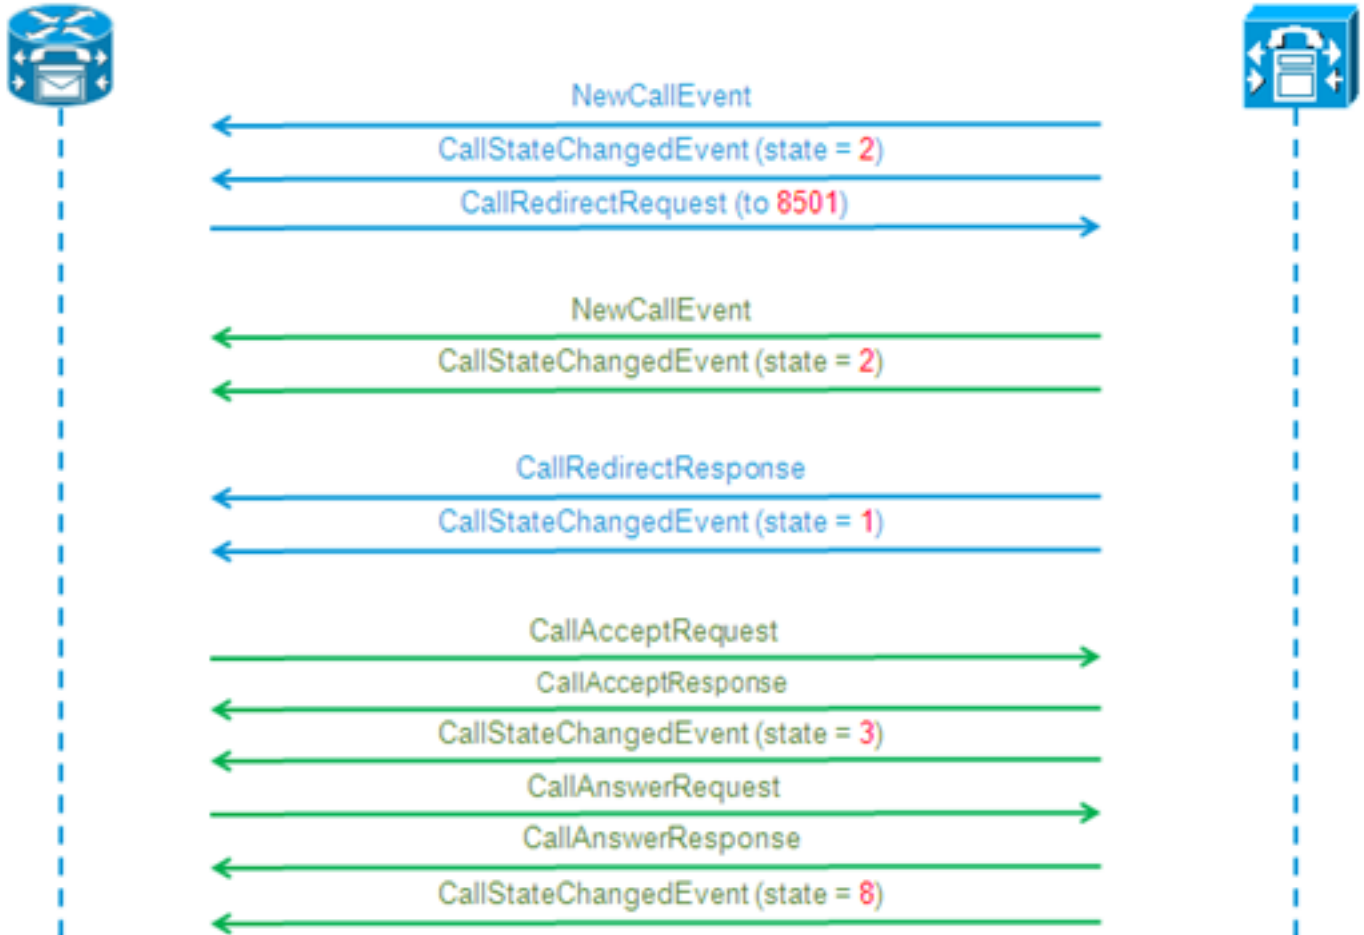 NewCallEvent
CallStateChangedEvent (state = 2)
CallRedirectRequest (to 8501)
NewCallEvent
CallStateChangedEvent (state = 2)
CallRedirectResponse
CallStateChangedEvent (state = 1)
CallAcceptRequest
CallAcceptResponse
CallStateChangedEvent (state = 3)
CallAnswerRequest
CallAnswerResponse
CallStateChangedEvent (state = 8)